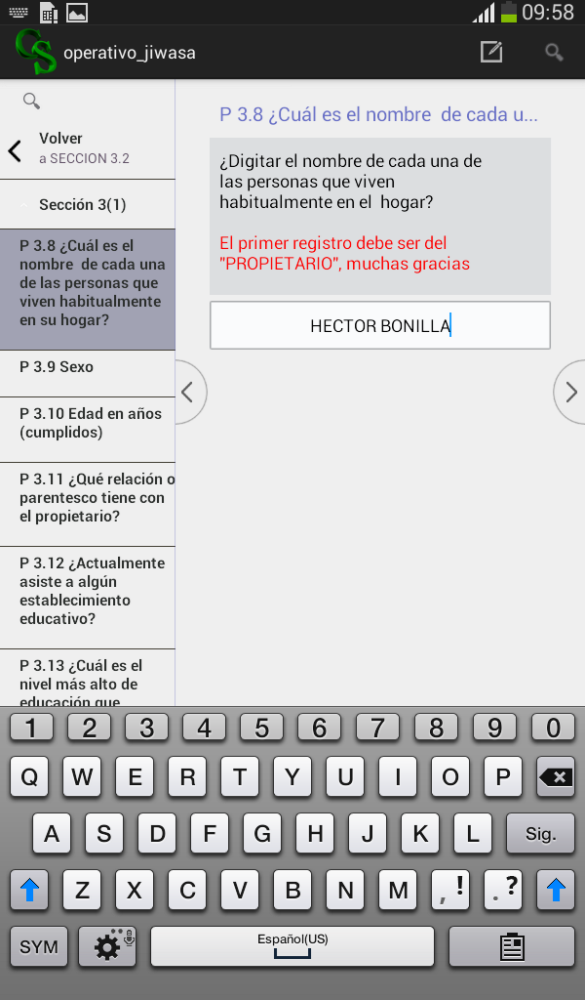 09:58
operativo_jiwasa
Volver
a SECCION 3.2
Sección 3(1)
P 3.8 ¿Cuál es el
nombre  de cada una
de las personas que
viven habitualmente
en su hogar?
P 3.9 Sexo
P 3.10 Edad en años
(cumplidos)
P 3.11 ¿Qué relación o
parentesco tiene con
el propietario?
P 3.12 ¿Actualmente
asiste a algún
establecimiento
educativo?
P 3.13 ¿Cuál es el
nivel más alto de
educación que
P 3.8 ¿Cuál es el nombre  de cada u...
¿Digitar el nombre de cada una de
las personas que viven
habitualmente en el  hogar?
El primer registro debe ser del
"PROPIETARIO", muchas gracias
HECTOR BONILLA
1 2 3 4 5 6 7 8 9 0
Q W E R T Y U I O P
A S D F G H J K L Sig.
Z X C V B N M , ! . ?
SYM Español(US)